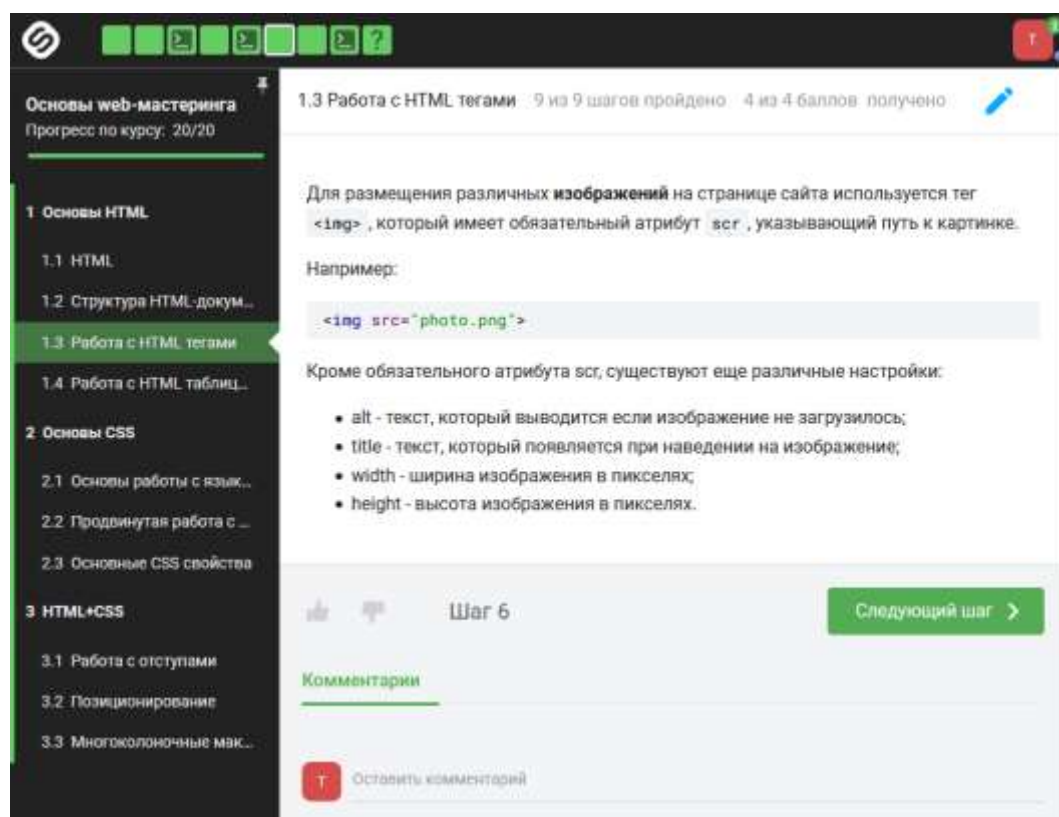 ?
T
Основы web-мастеринга
Прогресс по курсу: 20/20
1 Основы HTML
1.1 HTML
1.2 Структура HTML-докум...
1.3 Работа с HTML тегами
1.4 Работа с HTML таблиц...
2 Основы CSS
2.1 Основы работы с язык...
2.2 Продвинутая работа с ...
2.3 Основные CSS свойства
3 HTML+CSS
3.1 Работа с отступами
3.2 Позиционирование
3.3 Многоколоночные мак...
1.3 Работа с HTML тегами 9 из 9 шагов пройдено 4 из 4 баллов получено
Для размещения различных изображений на странице сайта используется тег
<img> , который имеет обязательный атрибут scr , указывающий путь к картинке.
Например:
<img src="photo.png">
Кроме обязательного атрибута scr, существуют еще различные настройки:
• alt - текст, который выводится если изображение не загрузилось;
• title - текст, который появляется при наведении на изображение;
• width - ширина изображения в пикселях;
• height - высота изображения в пикселях.
Шаг 6
Следующий шаг
Комментарии
T
Оставить комментарий